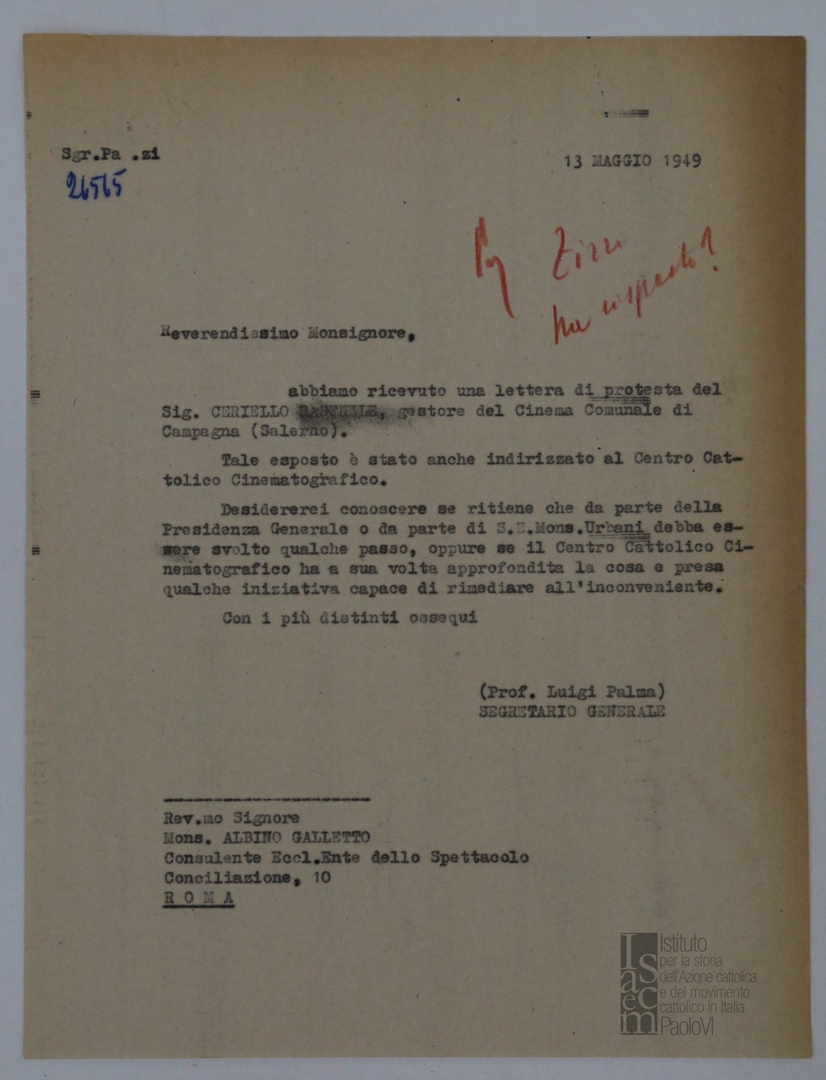 Sgr.Pa .zi
26565
13 MAGGIO 1949
ha risposto?
Reverendissimo Monsignore,
abbiamo ricevuto una lettera di protesta del
Sig. CERIELLO gestore del Cinema Comunale di
Campagna (Salerno).
Tale esposto è stato anche indirizzato al Centro Cat-
tolico Cinematografico.
Desidererei conoscere se ritiene che da parte della
Presidenza Generale o da parte di S.E.Mons.Urbani debba es-
sere svolto qualche passo, oppure se il Centro Cattolico Ci-
nematografico ha a sua volta approfondita la cosa e presa
qualche iniziativa capace di rimediare all'inconveniente.
Con i più distinti ossequi
(Prof. Luigi Palma)
SEGRETARIO GENERALE
Rev.mo Signore
Mons. ALBINO GALLETTO
Consulente Eccl.Ente dello Spettacolo
Conciliazione, 10
R O M A
Isacem
Istituto
per la storia
dell'Azione cattolica
e del movimento
cattolico in Italia
PaoloVI